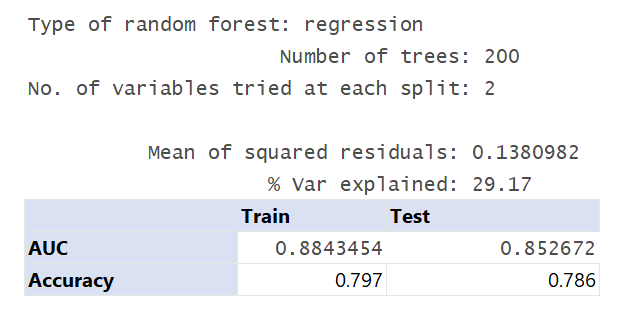 Type of random forest: regression
Number of trees: 200
No. of variables tried at each split: 2
Mean of squared residuals: 0.1380982
% Var explained: 29.17
Train Test
AUC 0.8843454 0.852672
Accuracy 0.797 0.786